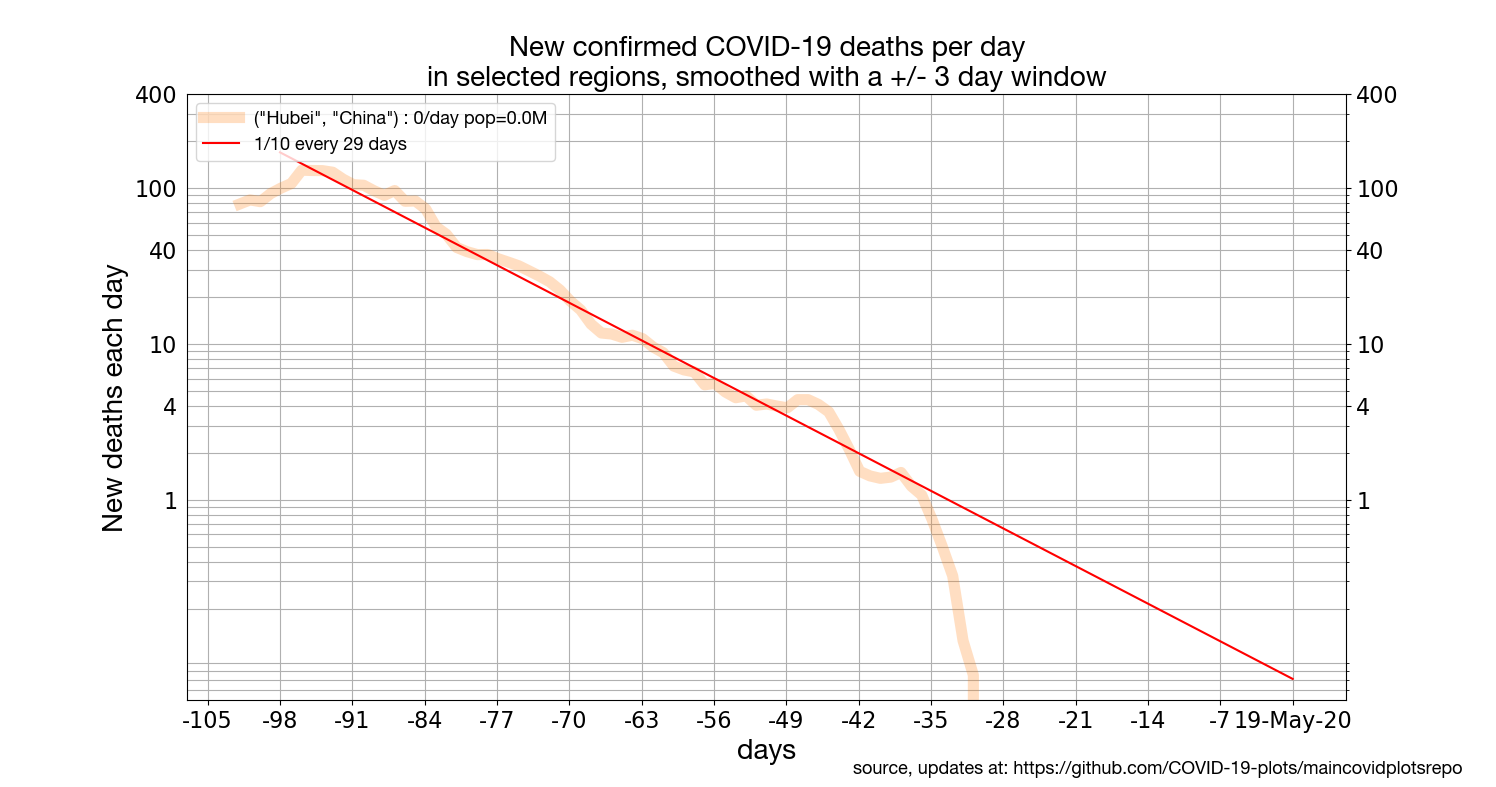 New confirmed COVID-19 deaths per day
in selected regions, smoothed with a +/- 3 day window
("Hubei", "China") : 0/day pop=0.0M
1/10 every 29 days
New deaths each day
400
100
40
10
4
1
400
100
40
10
4
1
-105 -98 -91 -84 -77 -70 -63 -56 -49 -42 -35 -28 -21 -14 -7 19-May-20
days
source, updates at: https://github.com/COVID-19-plots/maincovidplotsrepo